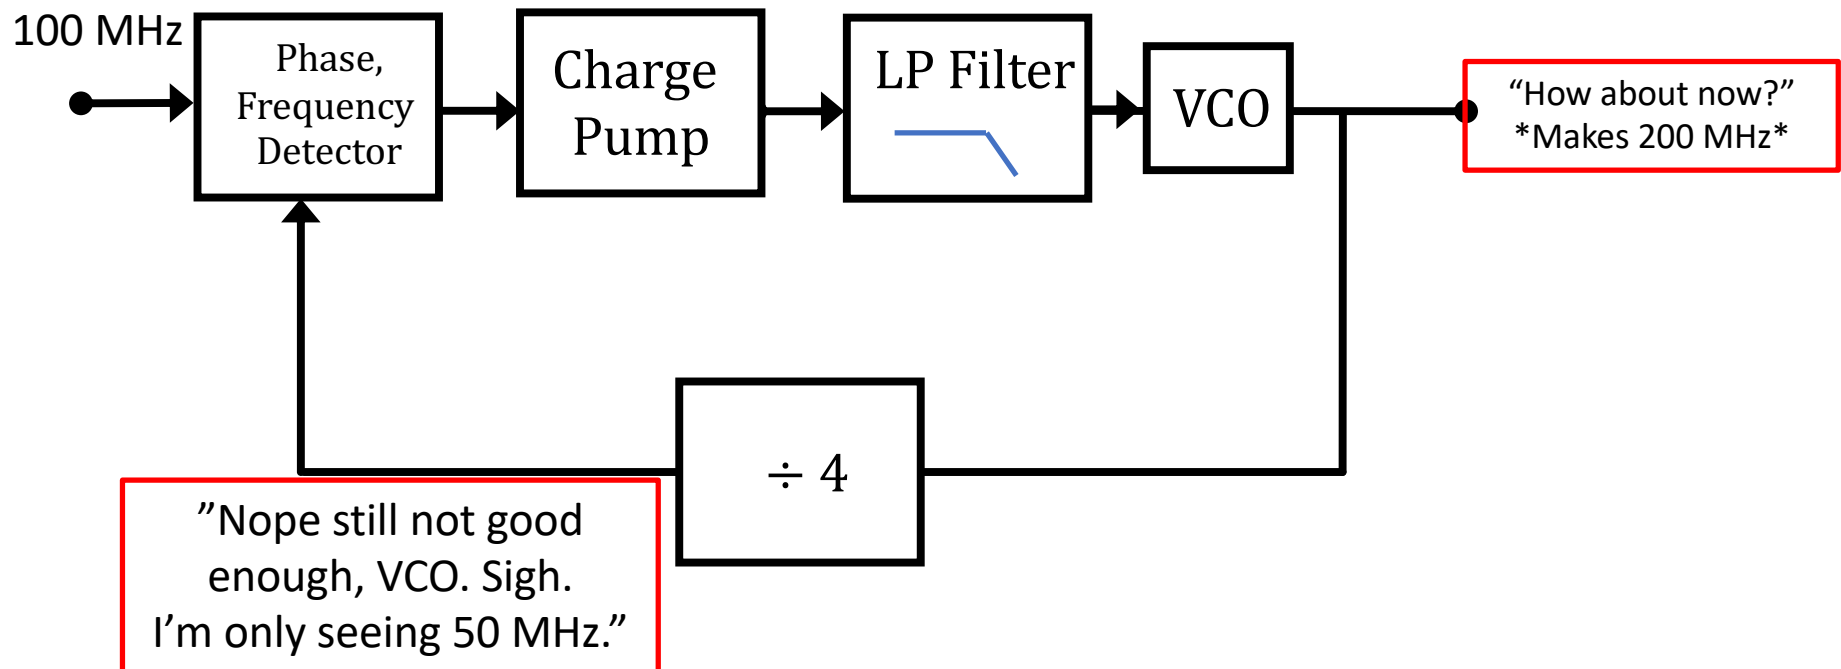 100 MHz
Phase,
Frequency
Detector
Charge
Pump
LP Filter
VCO
“How about now?”
*Makes 200 MHz*
÷ 4
”Nope still not good
enough, VCO. Sigh.
I’m only seeing 50 MHz.”